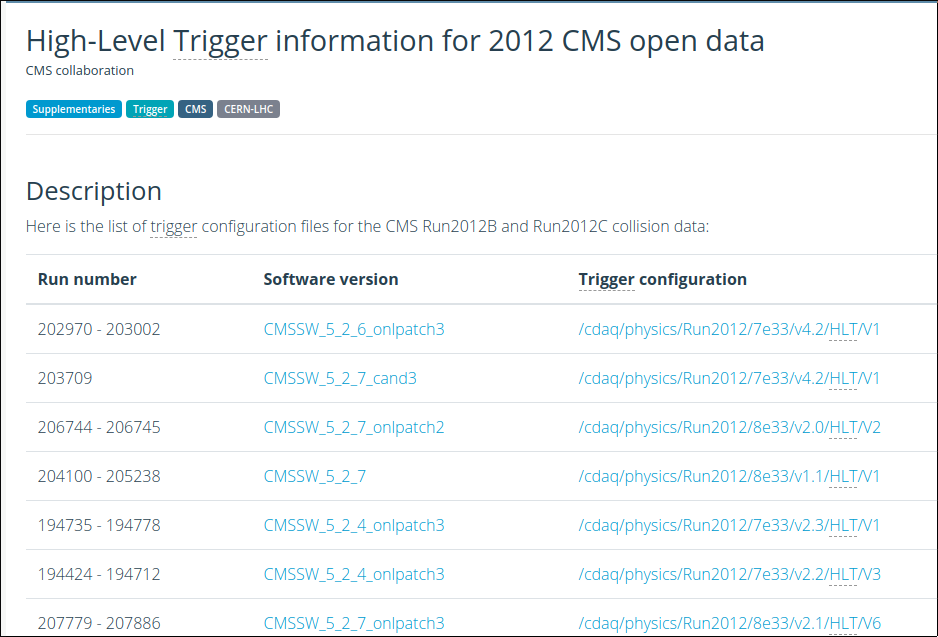 High-Level Trigger information for 2012 CMS open data
CMS collaboration
Supplementaries Trigger CMS CERN-LHC
Description
Here is the list of trigger configuration files for the CMS Run2012B and Run2012C collision data:
Run number Software version Trigger configuration
202970 - 203002 CMSSW_5_2_6_onlpatch3 /cdaq/physics/Run2012/7e33/v4.2/HLT/V1
203709 CMSSW_5_2_7_cand3 /cdaq/physics/Run2012/7e33/v4.2/HLT/V1
206744 - 206745 CMSSW_5_2_7_onlpatch2 /cdaq/physics/Run2012/8e33/v2.0/HLT/V2
204100 - 205238 CMSSW_5_2_7 /cdaq/physics/Run2012/8e33/v1.1/HLT/V1
194735 - 194778 CMSSW_5_2_4_onlpatch3 /cdaq/physics/Run2012/7e33/v2.3/HLT/V1
194424 - 194712 CMSSW_5_2_4_onlpatch3 /cdaq/physics/Run2012/7e33/v2.2/HLT/V3
207779 - 207886 CMSSW_5_2_7_onlpatch3 /cdaq/physics/Run2012/8e33/v2.1/HLT/V6